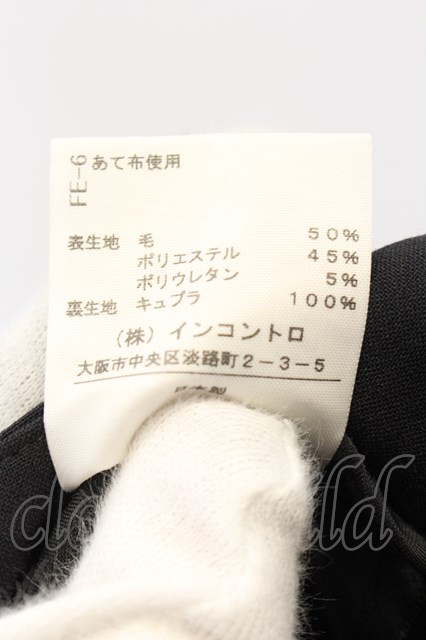 FE-6
あて布使用
表生地 毛 50%
ポリエステル 45%
ポリウレタン 5%
裏生地 キュプラ 100%
(株) インコントロ
大阪市中央区淡路町2-3-5